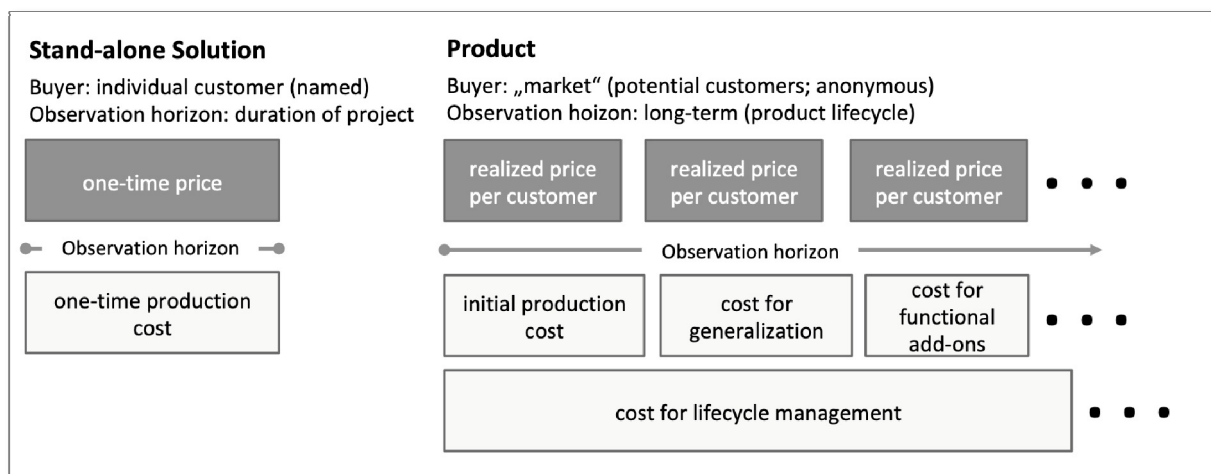 Stand-alone Solution
Buyer: individual customer (named)
Observation horizon: duration of project
one-time price
Observation horizon
one-time production
cost
Product
Buyer: „market“ (potential customers; anonymous)
Observation hoizon: long-term (product lifecycle)
realized price
per customer
realized price
per customer
realized price
per customer
Observation horizon
initial production
cost
cost for
generalization
cost for
functional
add-ons
cost for lifecycle management